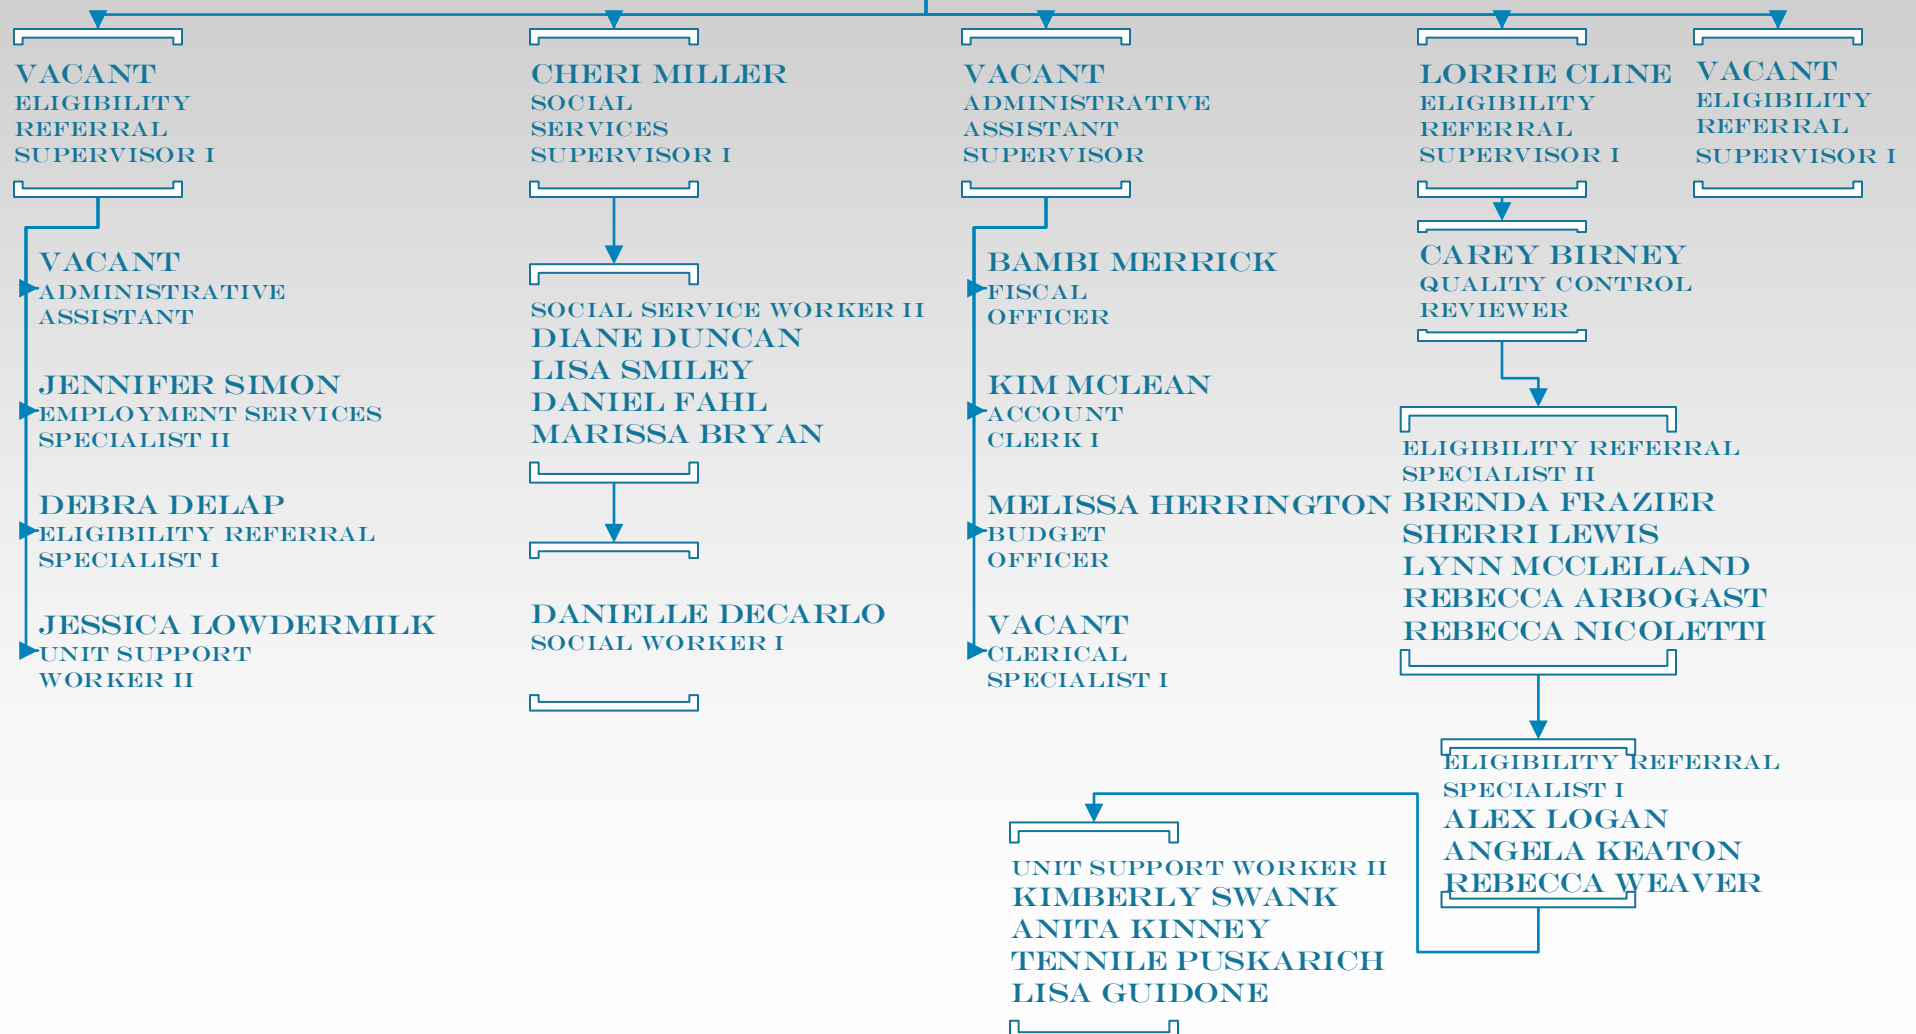 VACANT
ELIGIBILITY
REFERRAL
SUPERVISOR I
VACANT
ADMINISTRATIVE
ASSISTANT
JENNIFER SIMON
EMPLOYMENT SERVICES
SPECIALIST II
DEBRA DELAP
ELIGIBILITY REFERRAL
SPECIALIST I
JESSICA LOWDERMILK
UNIT SUPPORT
WORKER II
CHERI MILLER
SOCIAL
SERVICES
SUPERVISOR I
SOCIAL SERVICE WORKER II
DIANE DUNCAN
LISA SMILEY
DANIEL FAHL
MARISSA BRYAN
DANIELLE DECARLO
SOCIAL WORKER I
VACANT
ADMINISTRATIVE
ASSISTANT
SUPERVISOR
BAMBI MERRICK
FISCAL
OFFICER
KIM MCLEAN
ACCOUNT
CLERK I
MELISSA HERRINGTON
BUDGET
OFFICER
VACANT
CLERICAL
SPECIALIST I
LORRIE CLINE
ELIGIBILITY
REFERRAL
SUPERVISOR I
CAREY BIRNEY
QUALITY CONTROL
REVIEWER
ELIGIBILITY REFERRAL
SPECIALIST II
BRENDA FRAZIER
SHERRI LEWIS
LYNN MCCLELLAND
REBECCA ARBOGAST
REBECCA NICOLETTI
ELIGIBILITY REFERRAL
SPECIALIST I
ALEX LOGAN
ANGELA KEATON
REBECCA WEAVER
UNIT SUPPORT WORKER II
KIMBERLY SWANK
ANITA KINNEY
TENNILE PUSKARICH
LISA GUIDONE
VACANT
ELIGIBILITY
REFERRAL
SUPERVISOR I